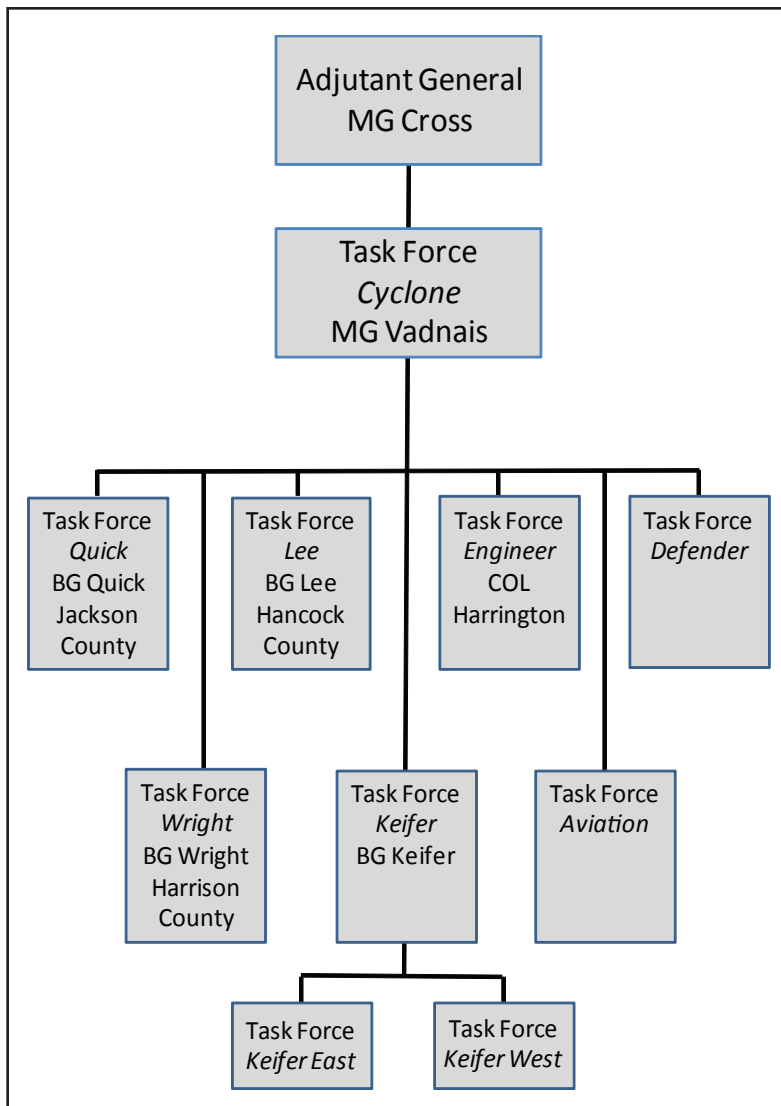 Adjutant General
MG Cross
Task Force
Cyclone
MG Vadnais
Task Force
Quick
BG Quick
Jackson
County
Task Force
Lee
BG Lee
Hancock
County
Task Force
Engineer
COL
Harrington
Task Force
Defender
Task Force
Wright
BG Wright
Harrison
County
Task Force
Keifer
BG Keifer
Task Force
Aviation
Task Force
Keifer East
Task Force
Keifer West